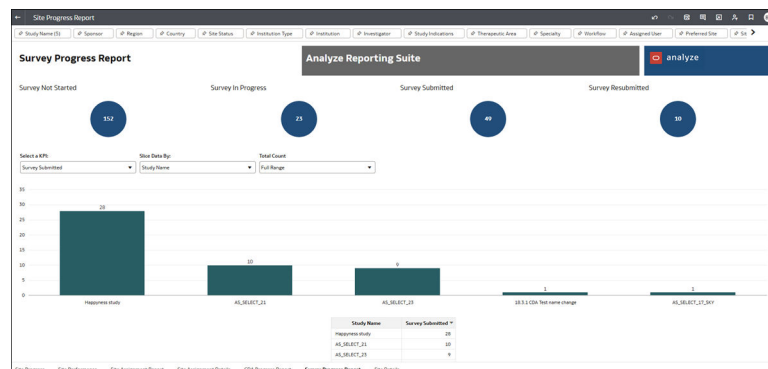 Site Progress Report
Study Name (5) Sponsor Region Country Site Status Institution Type Institution Investigator Study Indications Therapeutic Area Specialty Workflow Assigned User Preferred Site
Survey Progress Report Analyze Reporting Suite analyze
Survey Not Started Survey In Progress Survey Submitted Survey Resubmitted
152 23 49 10
Select a KPI: Slice Data By: Total Count
Survey Submitted Study Name Full Range
35
30
28
25
20
15
10
10
9
5
1 1
0
Happyness study AS_SELECT_21 AS_SELECT_23 18.3.1 CDA Test name change AS_SELECT_17_SKY
Study Name Survey Submitted
Happyness study 28
AS_SELECT_21 10
AS_SELECT_23 9